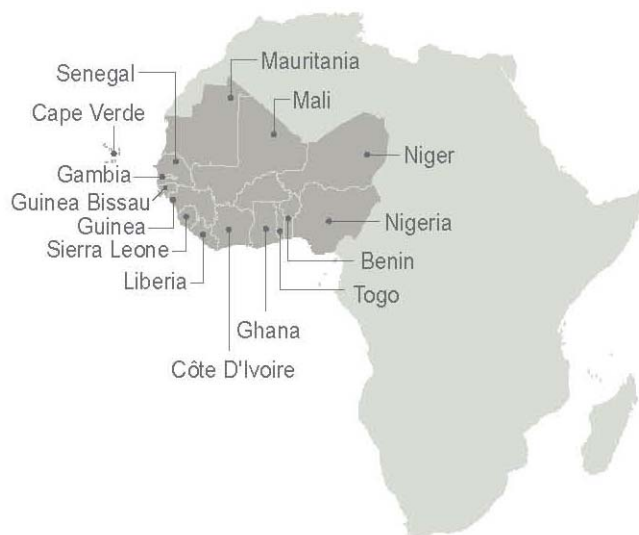 Mauritania
Senegal
Mali
Cape Verde
Niger
Gambia
Guinea Bissau
Guinea
Nigeria
Sierra Leone
Benin
Liberia
Togo
Ghana
Côte D'Ivoire